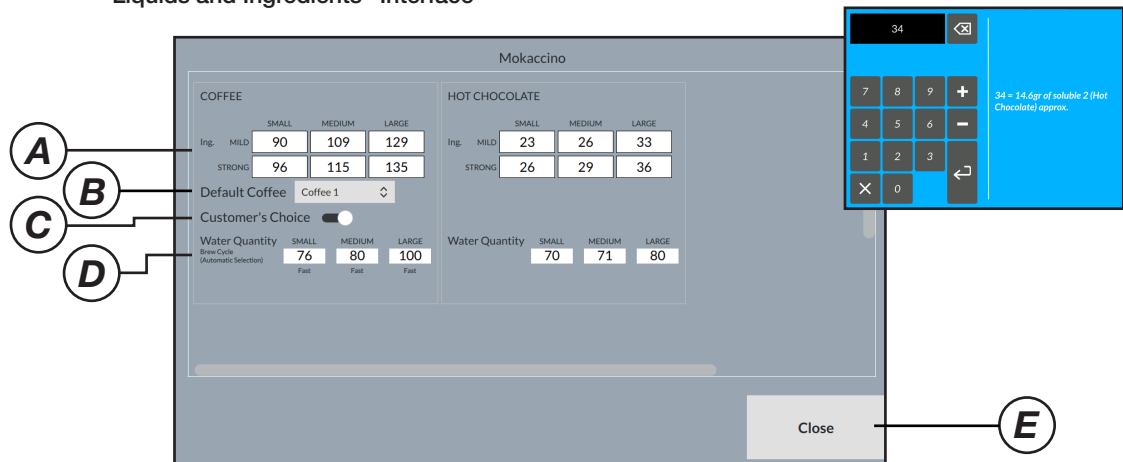 Liquids and Ingredients" Interface
Mokaccino
COFFEE
SMALL MEDIUM LARGE
Ing. MILD 90 109 129
STRONG 96 115 135
Default Coffee Coffee 1
Customer's Choice
Water Quantity SMALL MEDIUM LARGE
Brew Cycle
(Automatic Selection)
76 80 100
Fast Fast Fast
HOT CHOCOLATE
SMALL MEDIUM LARGE
Ing. MILD 23 26 33
STRONG 26 29 36
Water Quantity SMALL MEDIUM LARGE
70 71 80
Close
A
B
C
D
E
34
7 8 9 +
4 5 6 -
1 2 3
X 0
34 = 14.6gr of soluble 2 (Hot
Chocolate) approx.